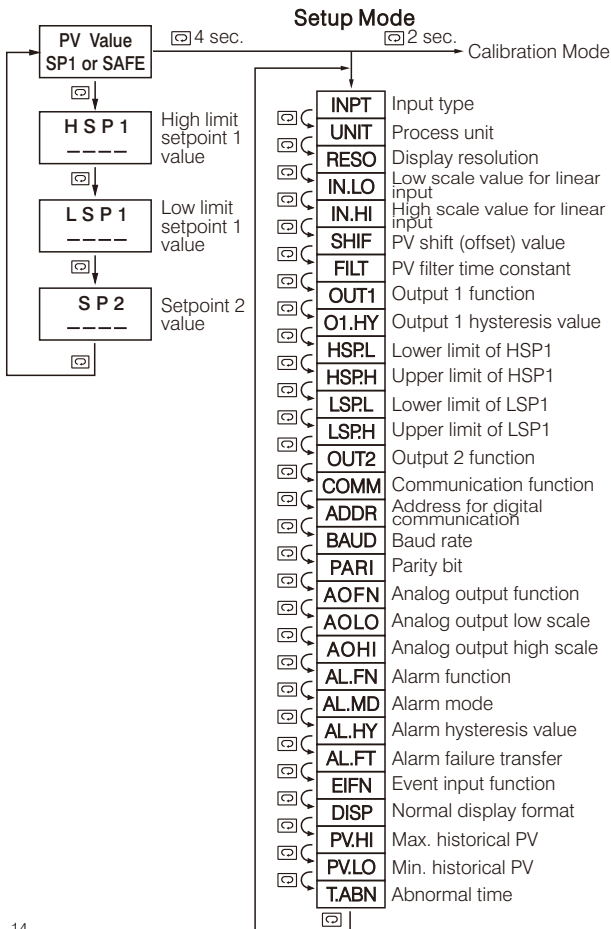 Setup Mode
PV Value
SP1 or SAFE
4 sec.
2 sec.
Calibration Mode
HSP1
High limit
setpoint 1
value
LSP1
Low limit
setpoint 1
value
SP2
Setpoint 2
value
INPT Input type
UNIT Process unit
RESO Display resolution
IN.LO Low scale value for linear
input
IN.HI High scale value for linear
input
SHIF PV shift (offset) value
FILT PV filter time constant
OUT1 Output 1 function
O1.HY Output 1 hysteresis value
HSP.L Lower limit of HSP1
HSP.H Upper limit of HSP1
LSP.L Lower limit of LSP1
LSP.H Upper limit of LSP1
OUT2 Output 2 function
COMM Communication function
ADDR Address for digital
communication
BAUD Baud rate
PARI Parity bit
AOFN Analog output function
AOLO Analog output low scale
AOHI Analog output high scale
AL.FN Alarm function
AL.MD Alarm mode
AL.HY Alarm hysteresis value
AL.FT Alarm failure transfer
EIFN Event input function
DISP Normal display format
PV.HI Max. historical PV
PV.LO Min. historical PV
T.ABN Abnormal time
14